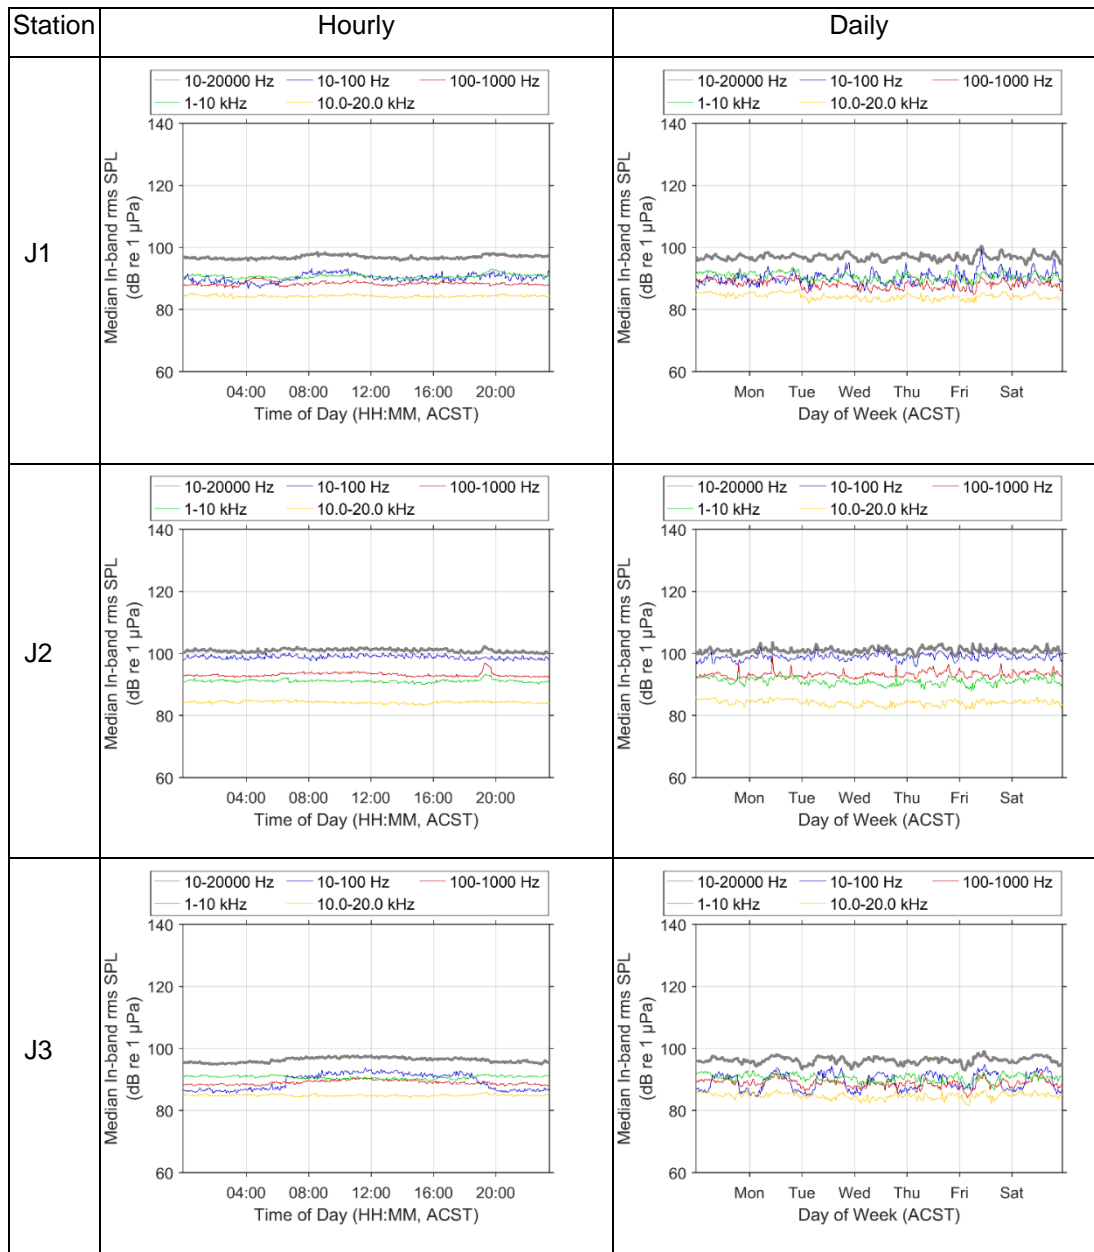 Station Hourly Daily
J1
10-20000 Hz 10-100 Hz 100-1000 Hz
1-10 kHz 10.0-20.0 kHz
Median In-band rms SPL
(dB re 1 µPa)
140
120
100
80
60
04:00 08:00 12:00 16:00 20:00
Time of Day (HH:MM, ACST)
10-20000 Hz 10-100 Hz 100-1000 Hz
1-10 kHz 10.0-20.0 kHz
Median In-band rms SPL
(dB re 1 µPa)
140
120
100
80
60
Mon Tue Wed Thu Fri Sat
Day of Week (ACST)
J2
10-20000 Hz 10-100 Hz 100-1000 Hz
1-10 kHz 10.0-20.0 kHz
Median In-band rms SPL
(dB re 1 µPa)
140
120
100
80
60
04:00 08:00 12:00 16:00 20:00
Time of Day (HH:MM, ACST)
10-20000 Hz 10-100 Hz 100-1000 Hz
1-10 kHz 10.0-20.0 kHz
Median In-band rms SPL
(dB re 1 µPa)
140
120
100
80
60
Mon Tue Wed Thu Fri Sat
Day of Week (ACST)
J3
10-20000 Hz 10-100 Hz 100-1000 Hz
1-10 kHz 10.0-20.0 kHz
Median In-band rms SPL
(dB re 1 µPa)
140
120
100
80
60
04:00 08:00 12:00 16:00 20:00
Time of Day (HH:MM, ACST)
10-20000 Hz 10-100 Hz 100-1000 Hz
1-10 kHz 10.0-20.0 kHz
Median In-band rms SPL
(dB re 1 µPa)
140
120
100
80
60
Mon Tue Wed Thu Fri Sat
Day of Week (ACST)